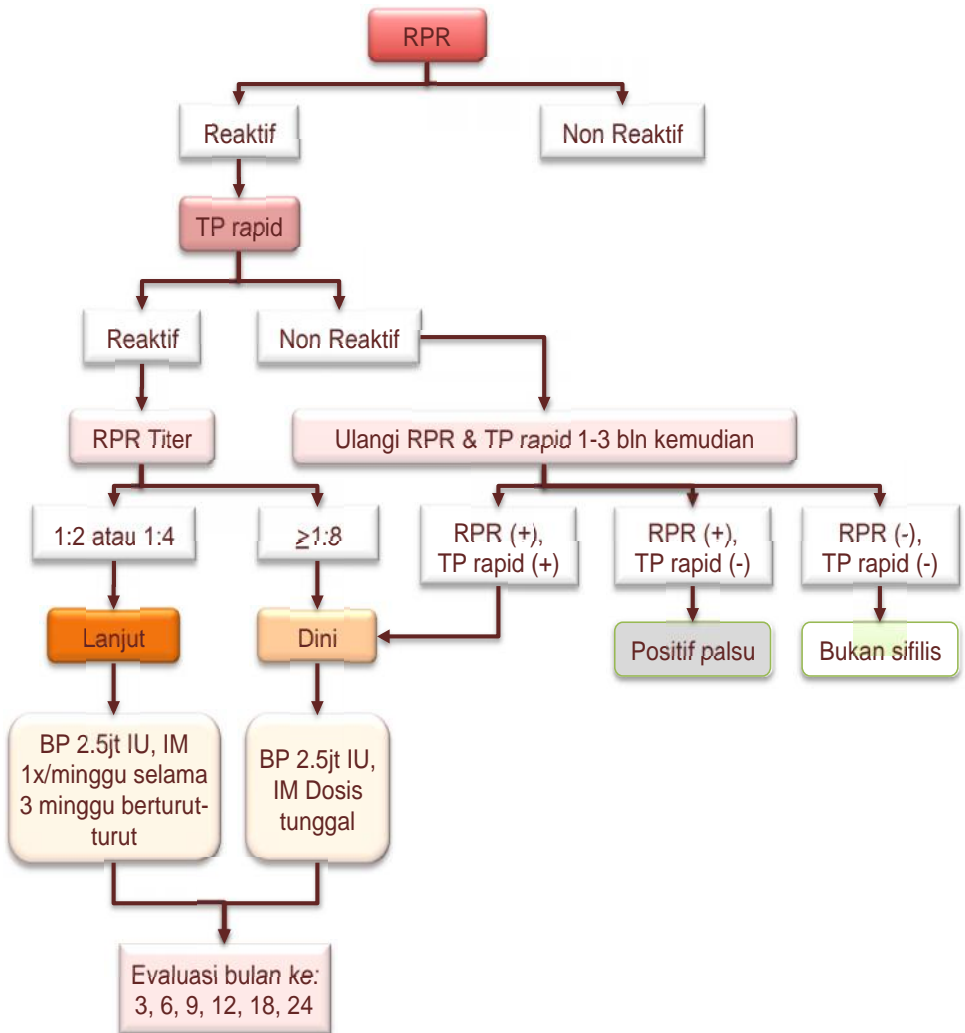 RPR
Reaktif
Non Reaktif
TP rapid
Reaktif
Non Reaktif
RPR Titer
Ulangi RPR & TP rapid 1-3 bln kemudian
1:2 atau 1:4
≥1:8
RPR (+),
TP rapid (+)
RPR (+),
TP rapid (-)
RPR (-),
TP rapid (-)
Lanjut
Dini
Positif palsu
Bukan sifilis
BP 2.5jt IU, IM
1x/minggu selama
3 minggu berturut-
turut
BP 2.5jt IU,
IM Dosis
tunggal
Evaluasi bulan ke:
3, 6, 9, 12, 18, 24